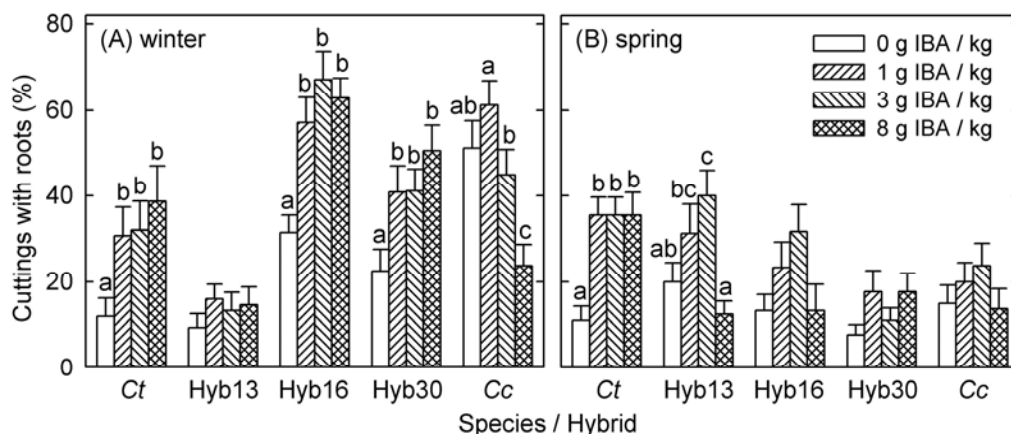 80
60
40
20
0
Cuttings with roots (%)
(A) winter
a b b b
a b b b
a b b b
ab a b c
Ct Hyb13 Hyb16 Hyb30 Cc
(B) spring
0 g IBA / kg
1 g IBA / kg
3 g IBA / kg
8 g IBA / kg
a b b b
ab bc c a
Ct Hyb13 Hyb16 Hyb30 Cc
Species / Hybrid